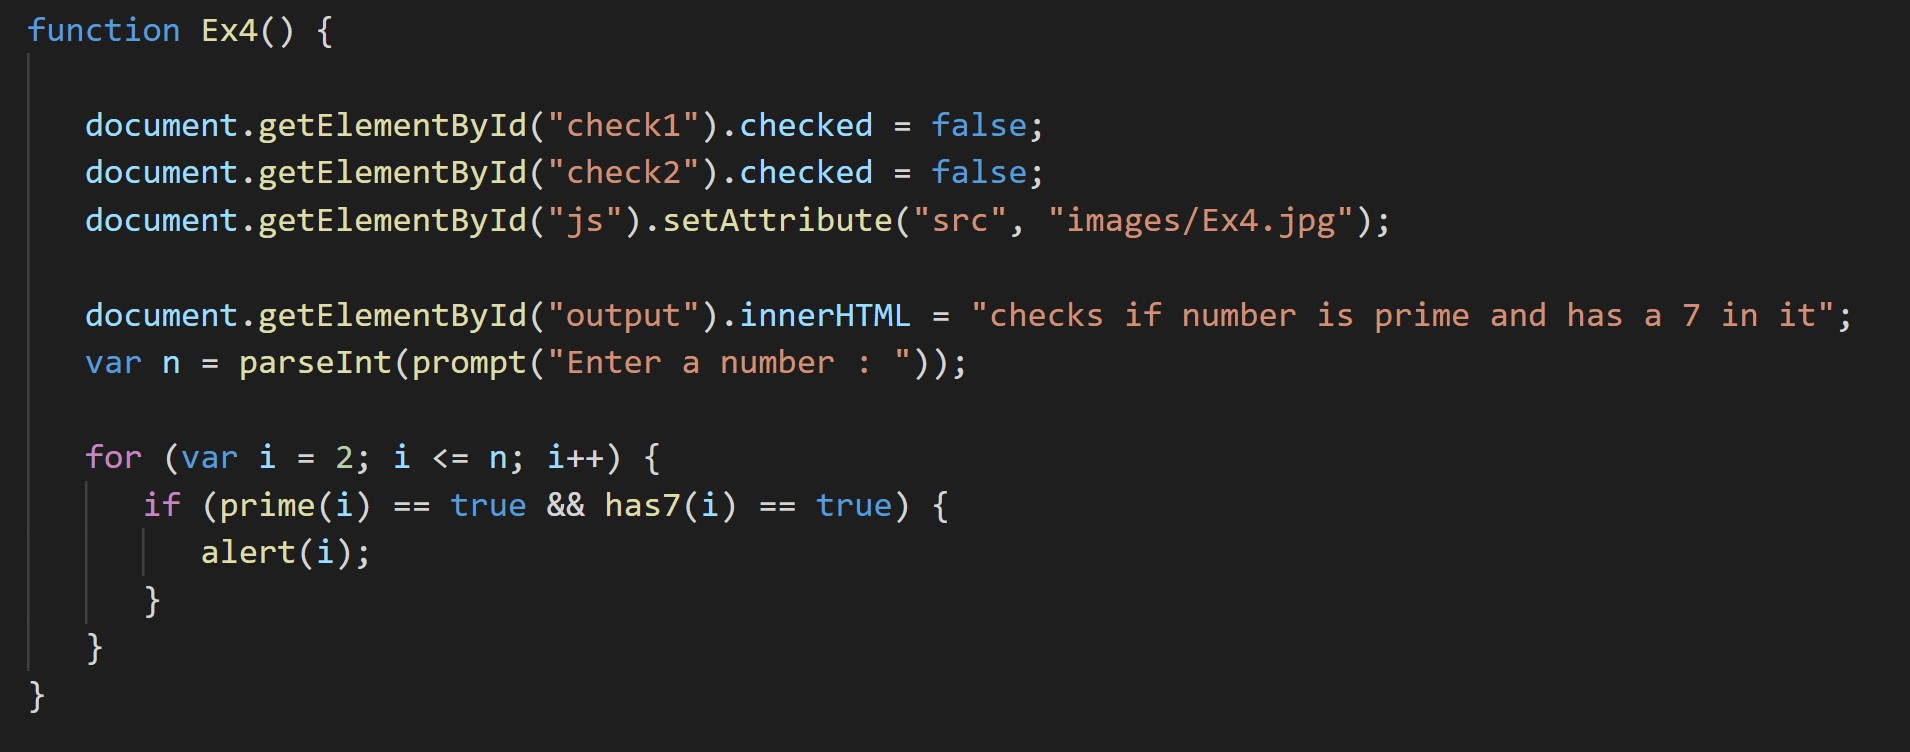 function Ex4() {
document.getElementById("check1").checked = false;
document.getElementById("check2").checked = false;
document.getElementById("js").setAttribute("src", "images/Ex4.jpg");
document.getElementById("output").innerHTML = "checks if number is prime and has a 7 in it";
var n = parseInt(prompt("Enter a number : "));
for (var i = 2; i <= n; i++) {
if (prime(i) == true && has7(i) == true) {
alert(i);
}
}
}